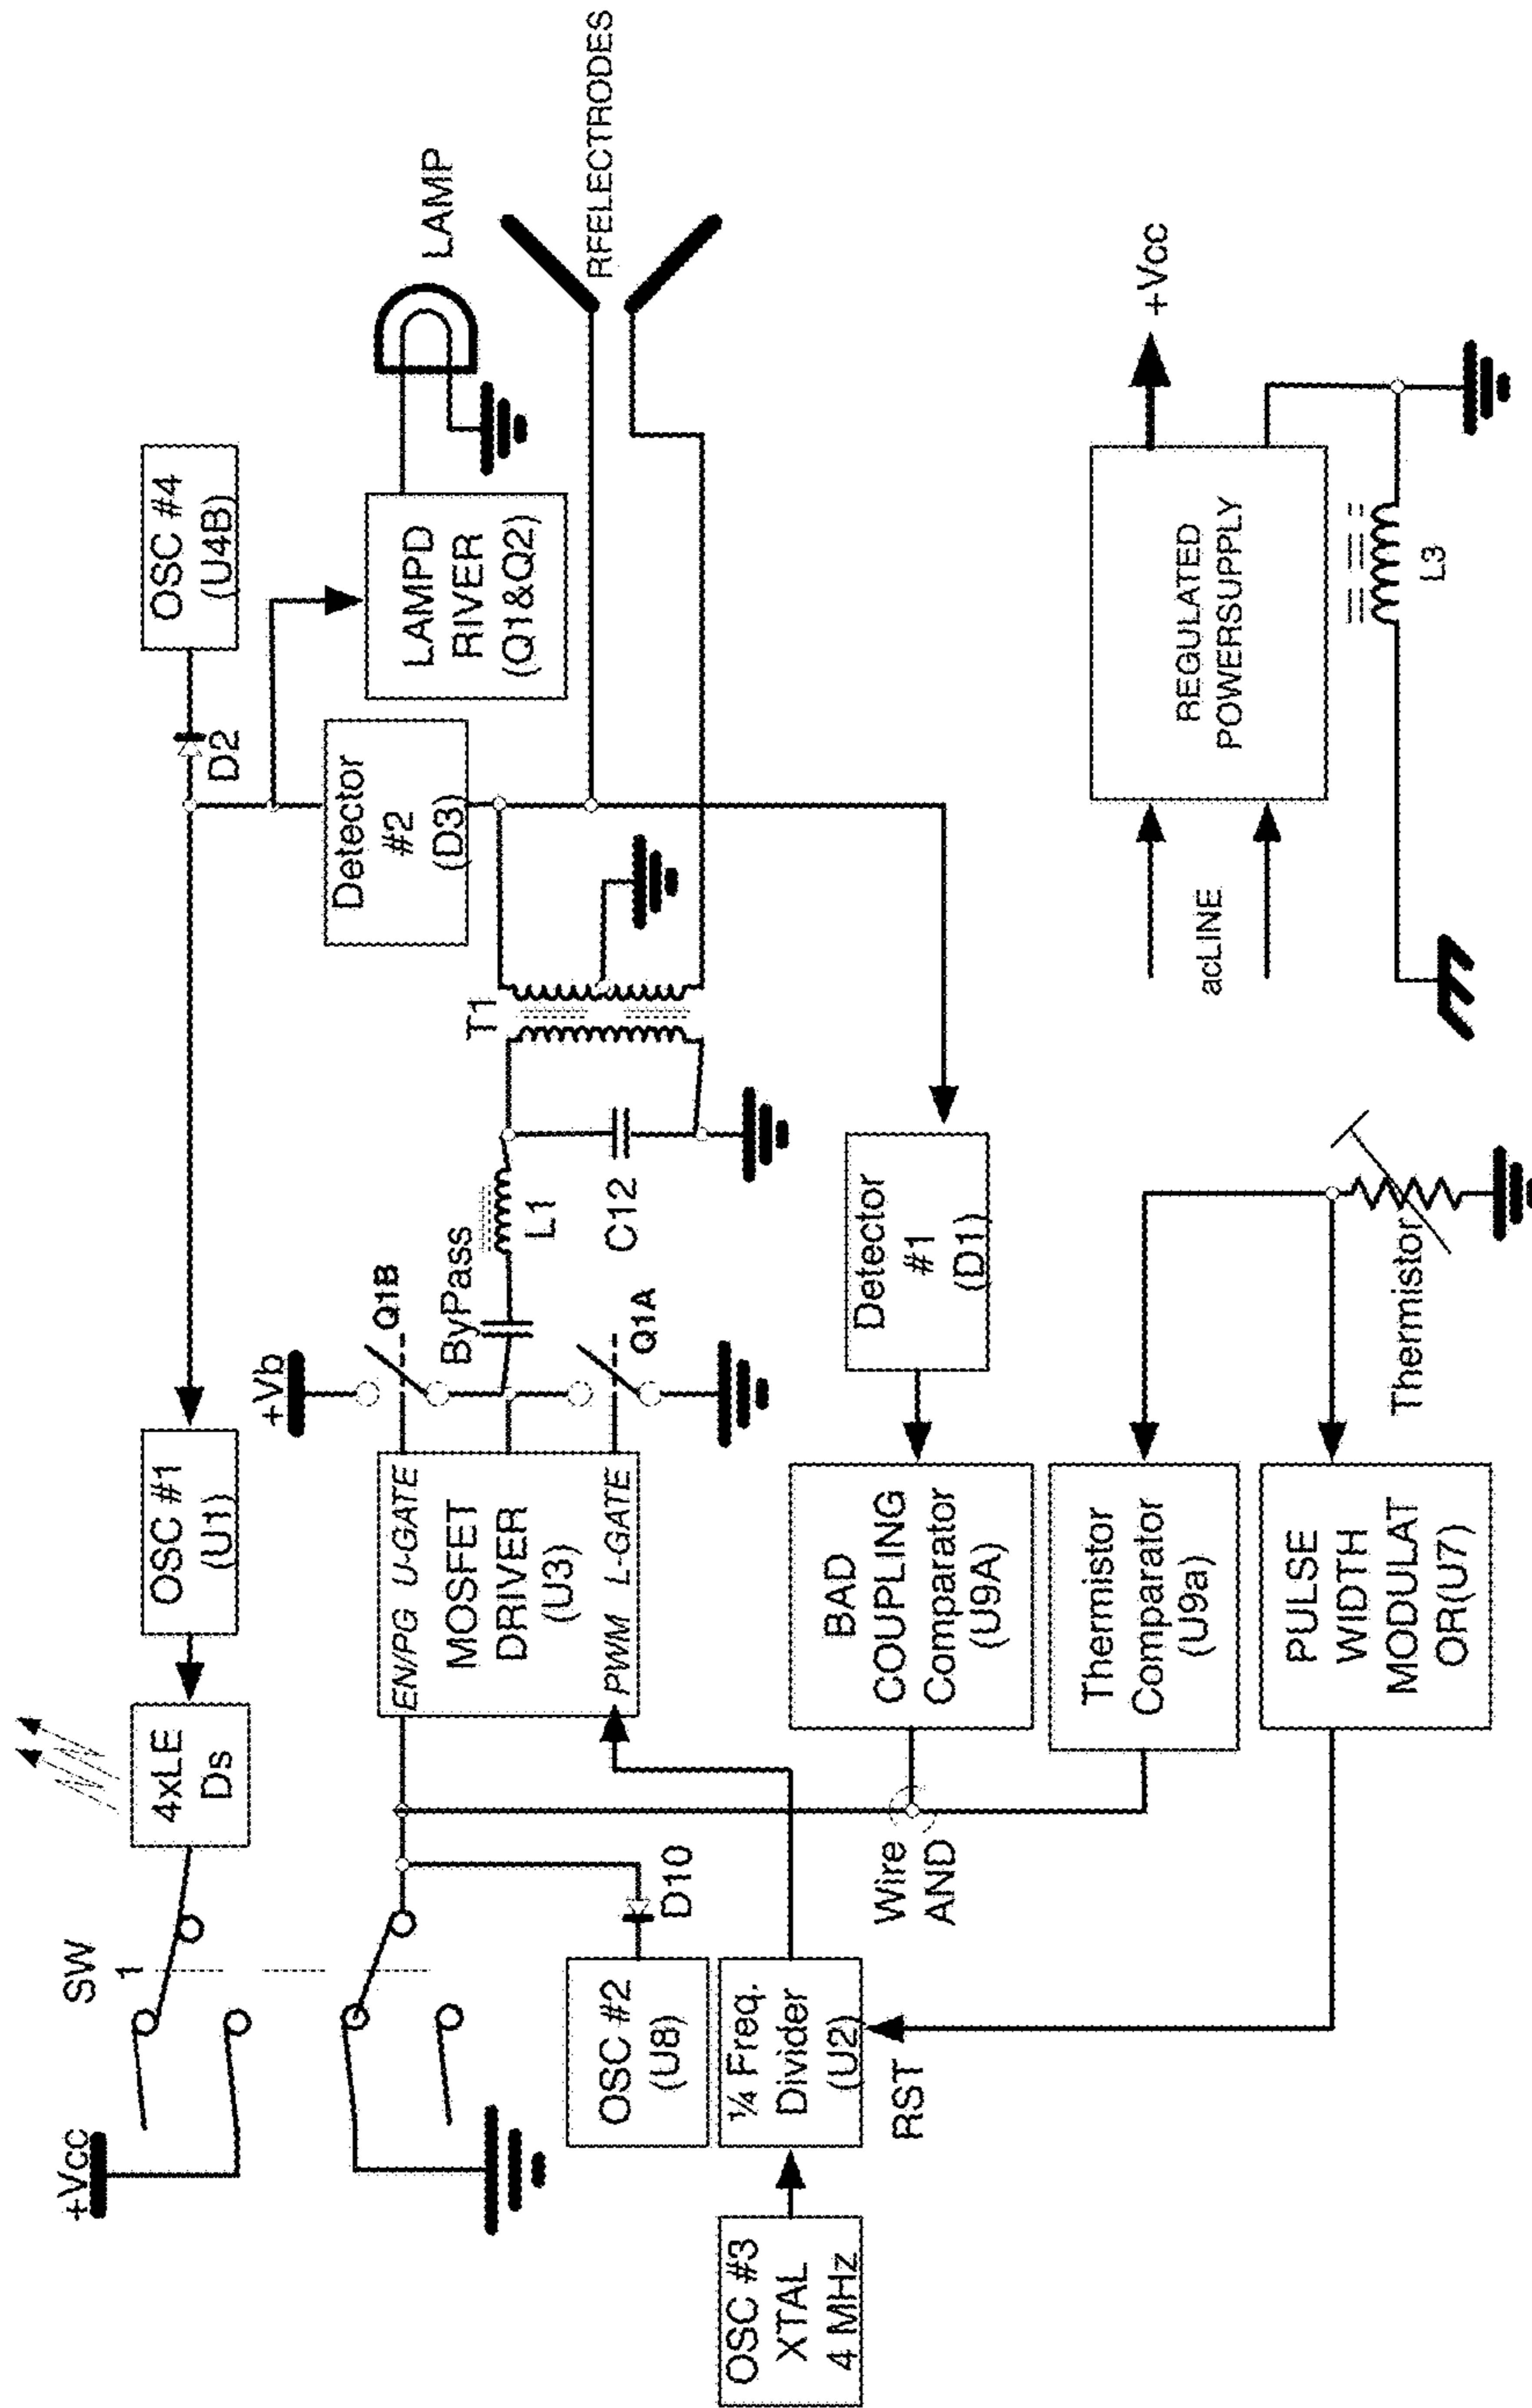 +Vcc
SW
1
4xLE
Ds
OSC #1
(U1)
D2
OSC #4
(U4B)
LAMPD
RIVER
(Q1&Q2)
LAMP
RFELECTRODES
Detector
#2
(D3)
+Vb
Q1B
ByPass
L1
C12
Q1A
T1
EN/PG U-GATE
MOSFET
DRIVER
(U3)
PWM L-GATE
D10
OSC #2
(U8)
OSC #3
XTAL
4 MHz
¼ Freq.
Divider
(U2)
RST
Wire
AND
BAD
COUPLING
Comparator
(U9A)
Detector
#1
(D1)
Thermistor
Comparator
(U9a)
PULSE
WIDTH
MODULAT
OR(U7)
Thermistor
acLINE
REGULATED
POWERSUPPLY
+Vcc
L3